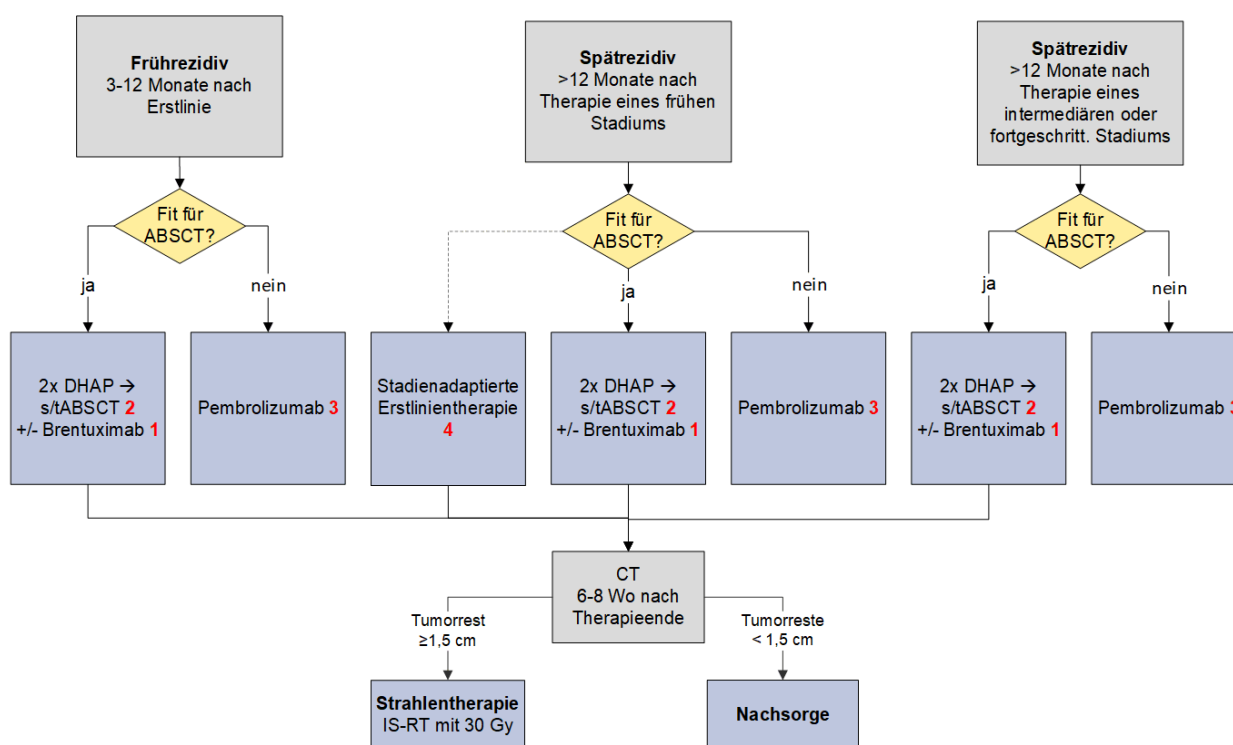 Frührezidiv
3-12 Monate nach
Erstlinie
Spätrezidiv
>12 Monate nach
Therapie eines frühen
Stadiums
Spätrezidiv
>12 Monate nach
Therapie eines
intermediären oder
fortgeschritt. Stadiums
Fit für
ABSCT?
Fit für
ABSCT?
Fit für
ABSCT?
ja
nein
ja
nein
ja
nein
2x DHAP →
s/tABSCT 2
+/- Brentuximab 1
Pembrolizumab 3
Stadienadaptierte
Erstlinientherapie
4
2x DHAP →
s/tABSCT 2
+/- Brentuximab 1
Pembrolizumab 3
2x DHAP →
s/tABSCT 2
+/- Brentuximab 1
Pembrolizumab 3
CT
6-8 Wo nach
Therapieende
Tumorrest
≥1,5 cm
Tumorreste
< 1,5 cm
Strahlentherapie
IS-RT mit 30 Gy
Nachsorge